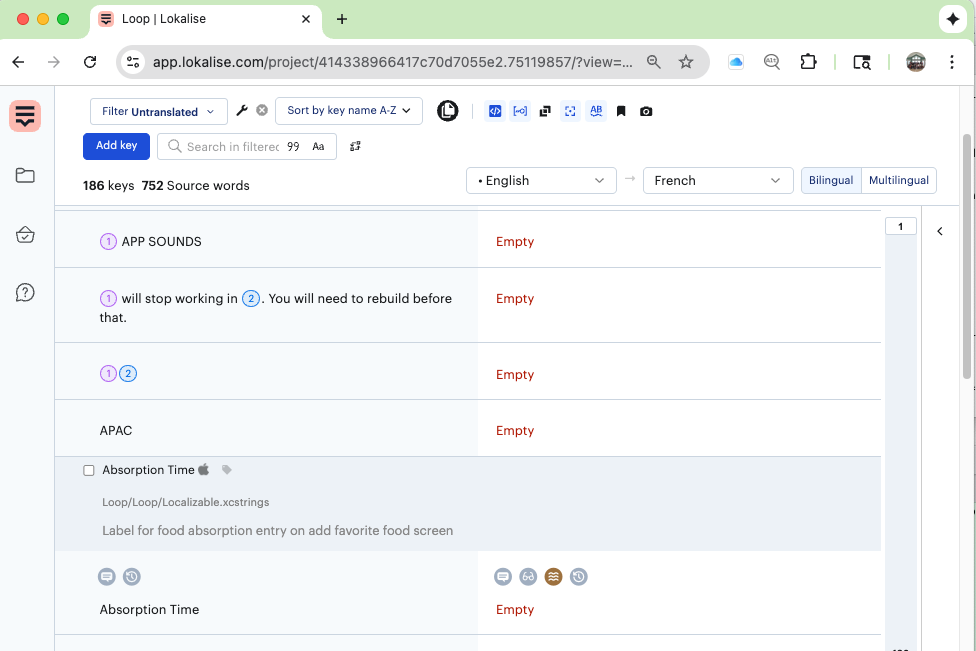 Loop | Lokalise
app.lokalise.com/project/414338966417c70d7055e2.75119857/?view=...
Filter Untranslated
Sort by key name A-Z
AB
Add key
Search in filtered
99
Aa
186 keys 752 Source words
• English
French
Bilingual
Multilingual
1
1 APP SOUNDS
Empty
1 will stop working in 2. You will need to rebuild before
that.
Empty
1 2
Empty
APAC
Empty
Absorption Time
Loop/Loop/Localizable.xcstrings
Label for food absorption entry on add favorite food screen
Absorption Time
Empty